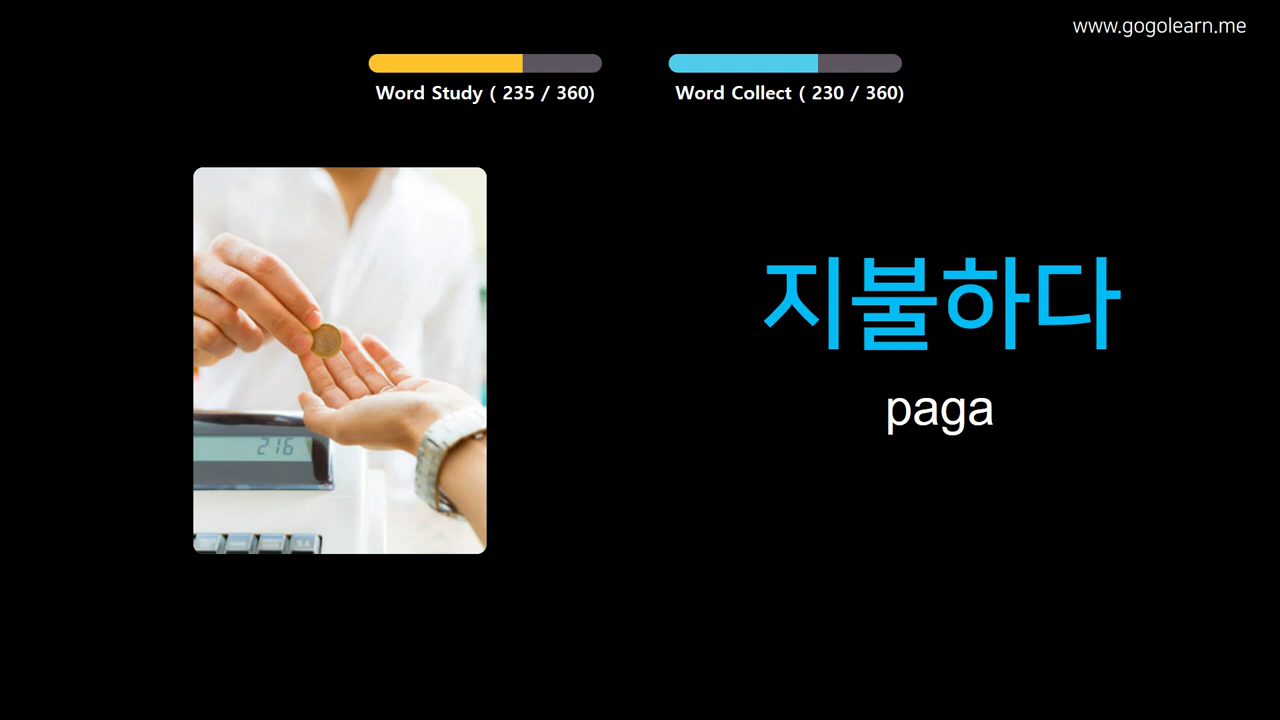 www.gogolearn.me
Word Study ( 235 / 360)
Word Collect ( 230 / 360)
지불하다
paga
216